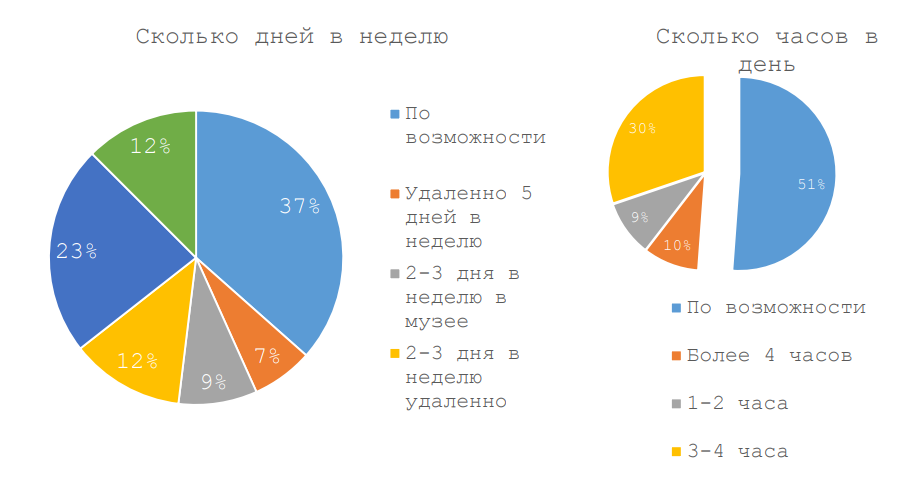 Сколько дней в неделю
12%
37%
23%
12%
9%
7%
По
возможности
Удаленно 5
дней в
неделю
2-3 дня в
неделю в
музее
2-3 дня в
неделю
удаленно
Сколько часов в
день
30%
51%
9%
10%
По возможности
Более 4 часов
1-2 часа
3-4 часа